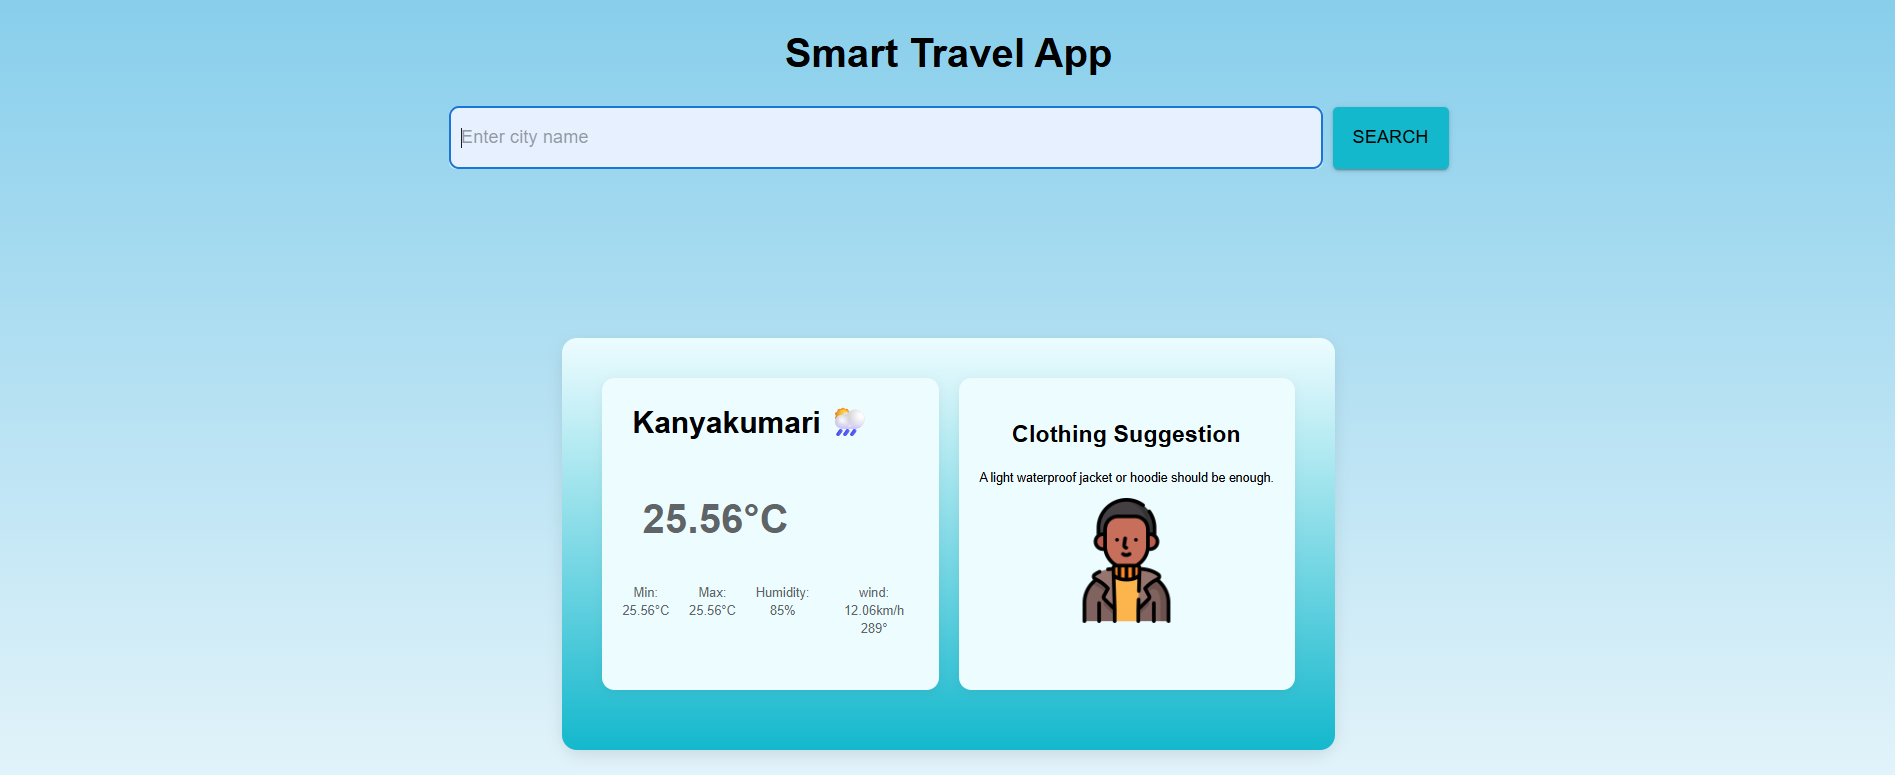 Smart Travel App
Enter city name
SEARCH
Kanyakumari
25.56°C
Min:
25.56°C
Max:
25.56°C
Humidity:
85%
wind:
12.06km/h
289°
Clothing Suggestion
A light waterproof jacket or hoodie should be enough.